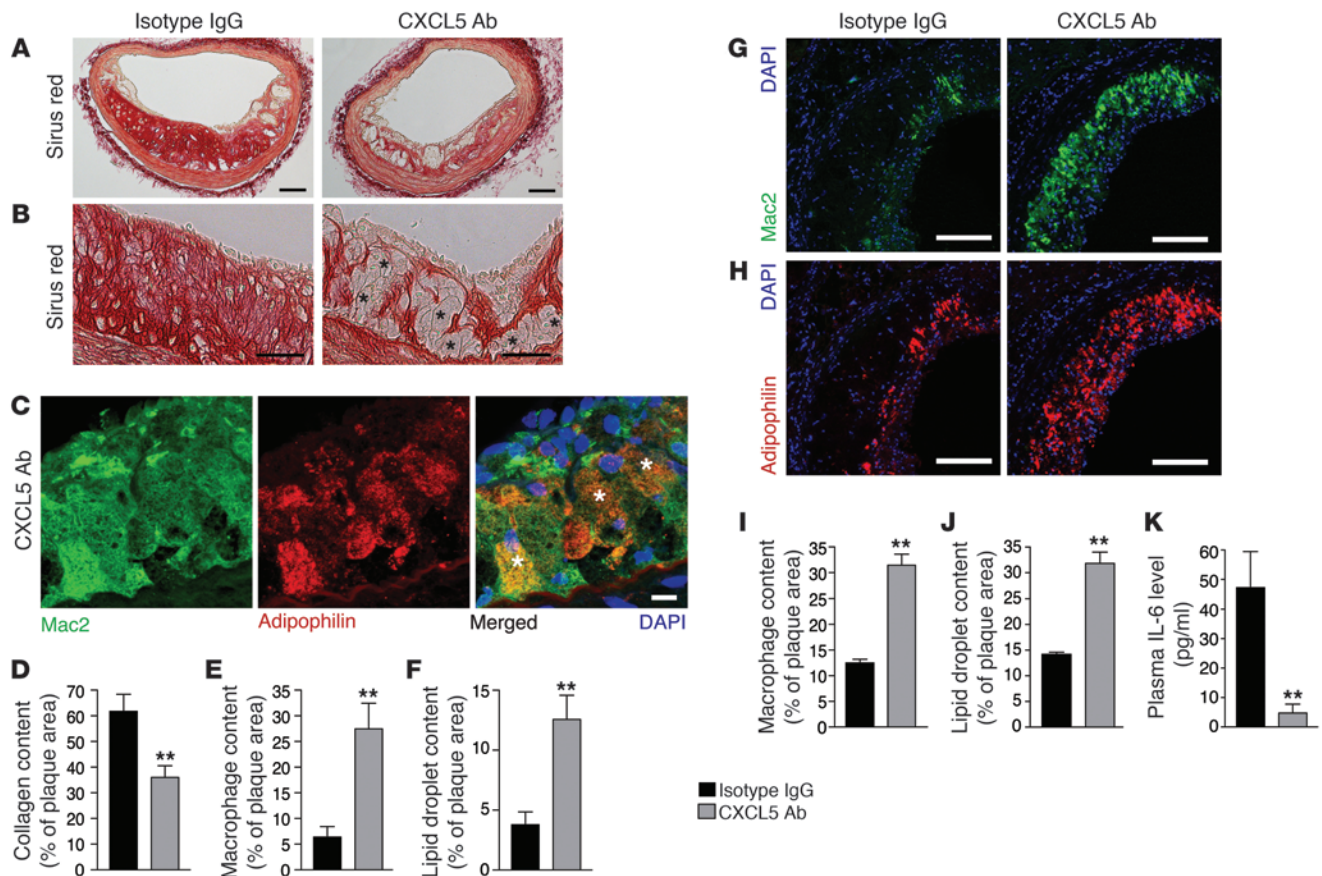 Isotype IgG
CXCL5 Ab
A
Sirus red
B
Sirus red
C
CXCL5 Ab
* * * * * *
* * *
Mac2
Adipophilin
Merged
DAPI
D
Collagen content
(% of plaque area)
70
60
50
40
30
20
10
0
**
E
Macrophage content
(% of plaque area)
35
30
25
20
15
10
5
0
**
F
Lipid droplet content
(% of plaque area)
15
10
5
0
**
Isotype IgG
CXCL5 Ab
G
DAPI
Mac2
H
DAPI
Adipophilin
I
Macrophage content
(% of plaque area)
35
30
25
20
15
10
5
0
**
J
Lipid droplet content
(% of plaque area)
35
30
25
20
15
10
5
0
**
K
Plasma IL-6 level
(pg/ml)
60
50
40
30
20
10
0
**
Isotype IgG
CXCL5 Ab